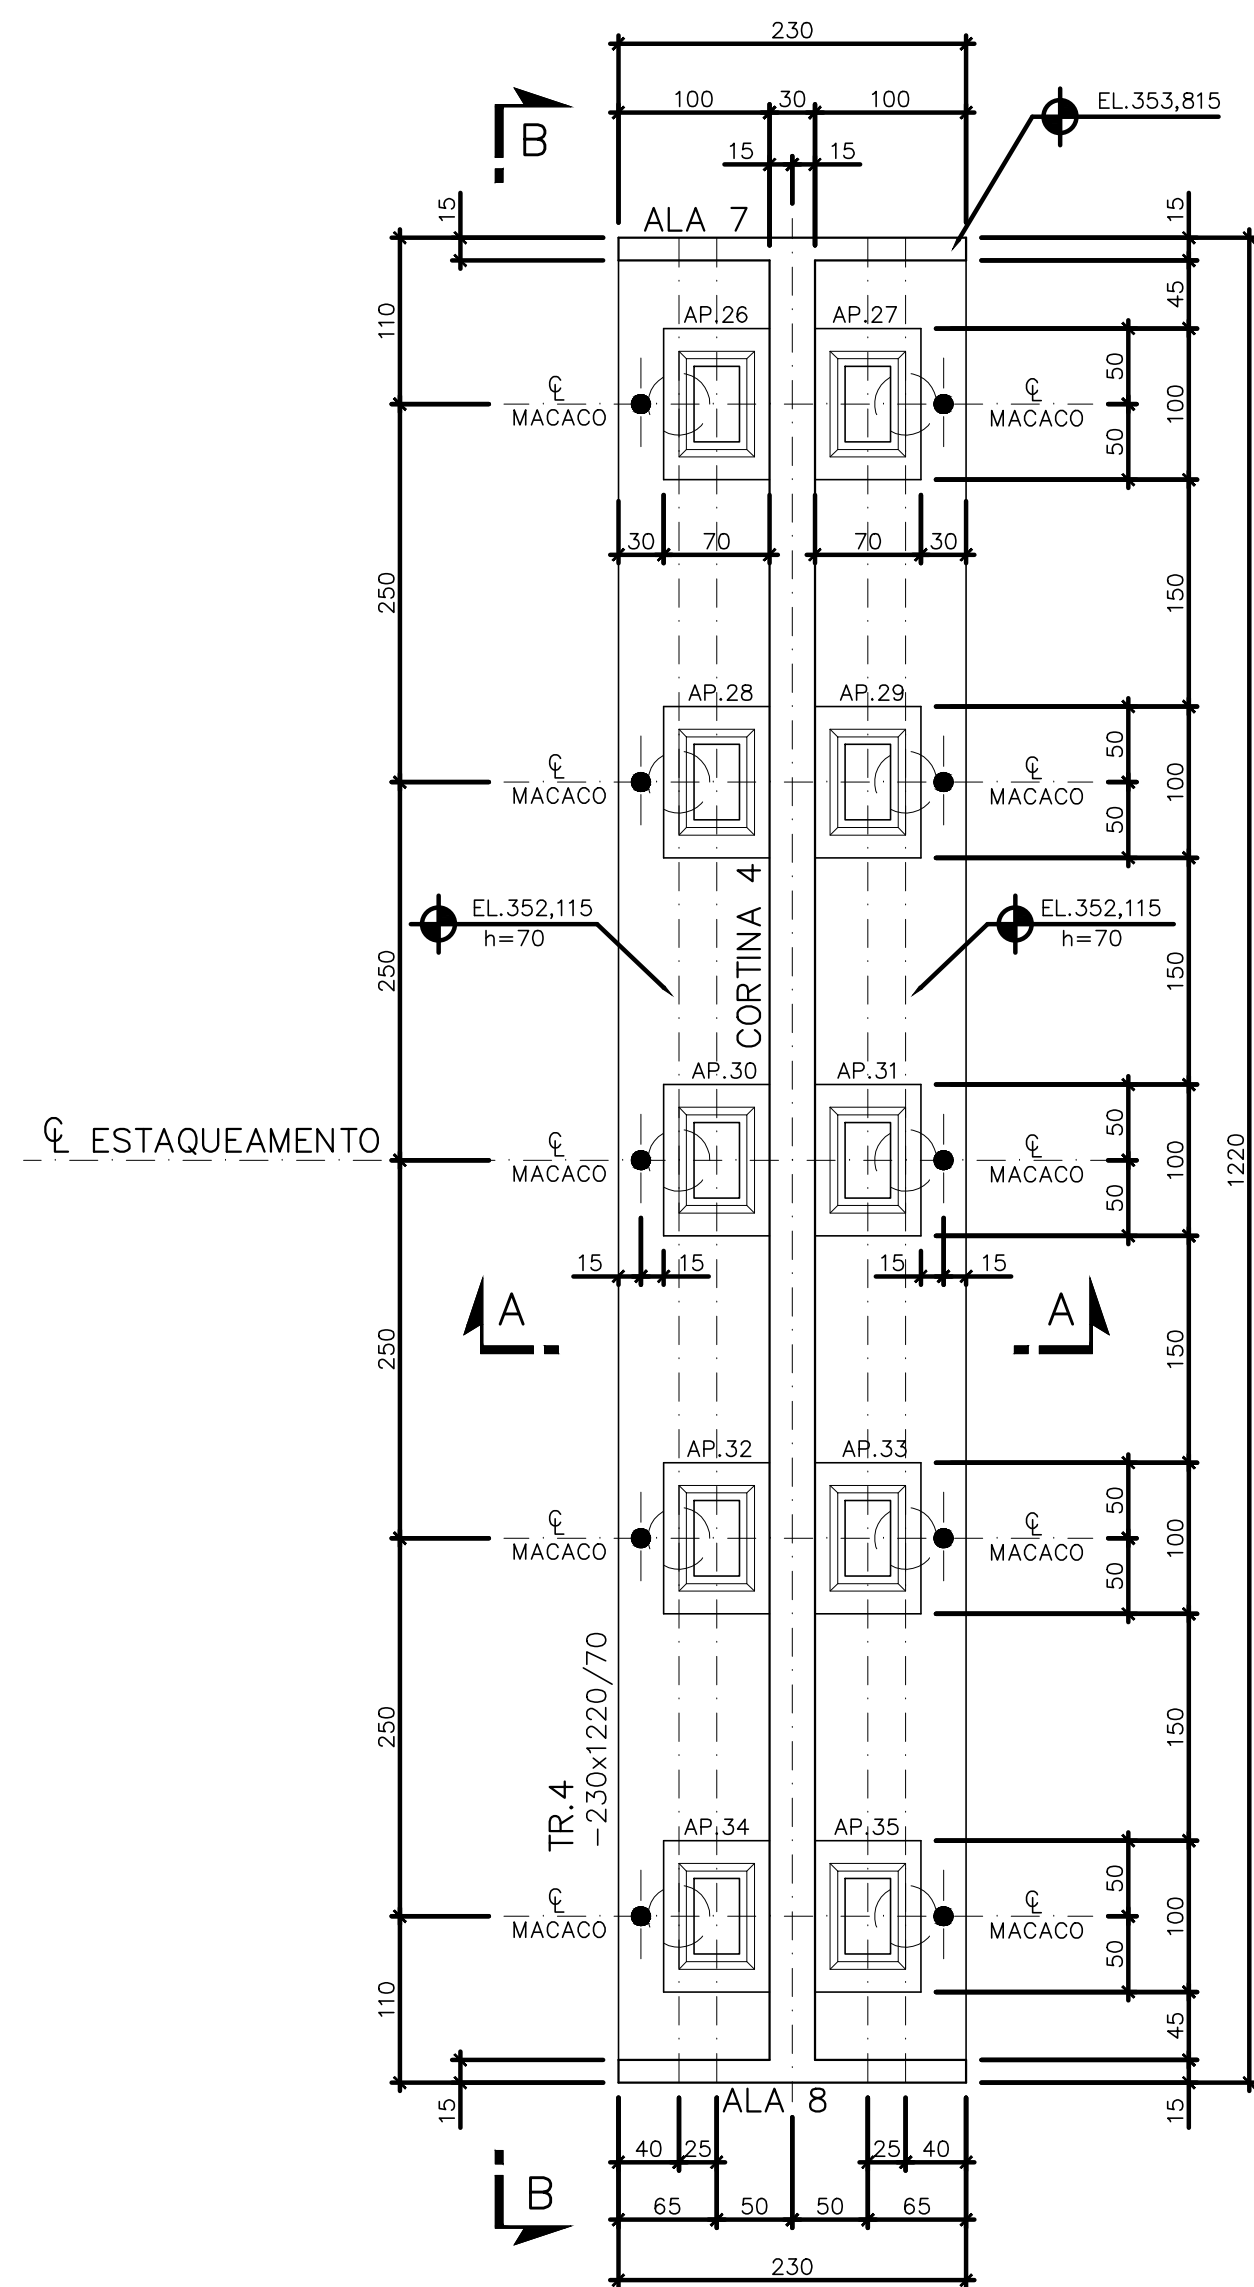 230
100 30 100
EL.353,815
B
15 15
ALA 7
15
15
110
45
AP.26 AP.27
50
100
50
℄ ℄
MACACO MACACO
30 70 70 30
250
150
AP.28 AP.29
50
100
50
℄ ℄
MACACO MACACO
CORTINA 4
EL.352,115
h=70
EL.352,115
h=70
250
150
AP.30 AP.31
℄ ESTAQUEAMENTO
50
100
50
1220
℄ ℄
MACACO MACACO
15 15 15 15
A A
250
150
AP.32 AP.33
50
100
50
℄ ℄
MACACO MACACO
TR.4
-230x1220/70
250
150
AP.34 AP.35
50
100
50
℄ ℄
MACACO MACACO
110
45
15
15
ALA 8
40 25 25 40
B
65 50 50 65
230